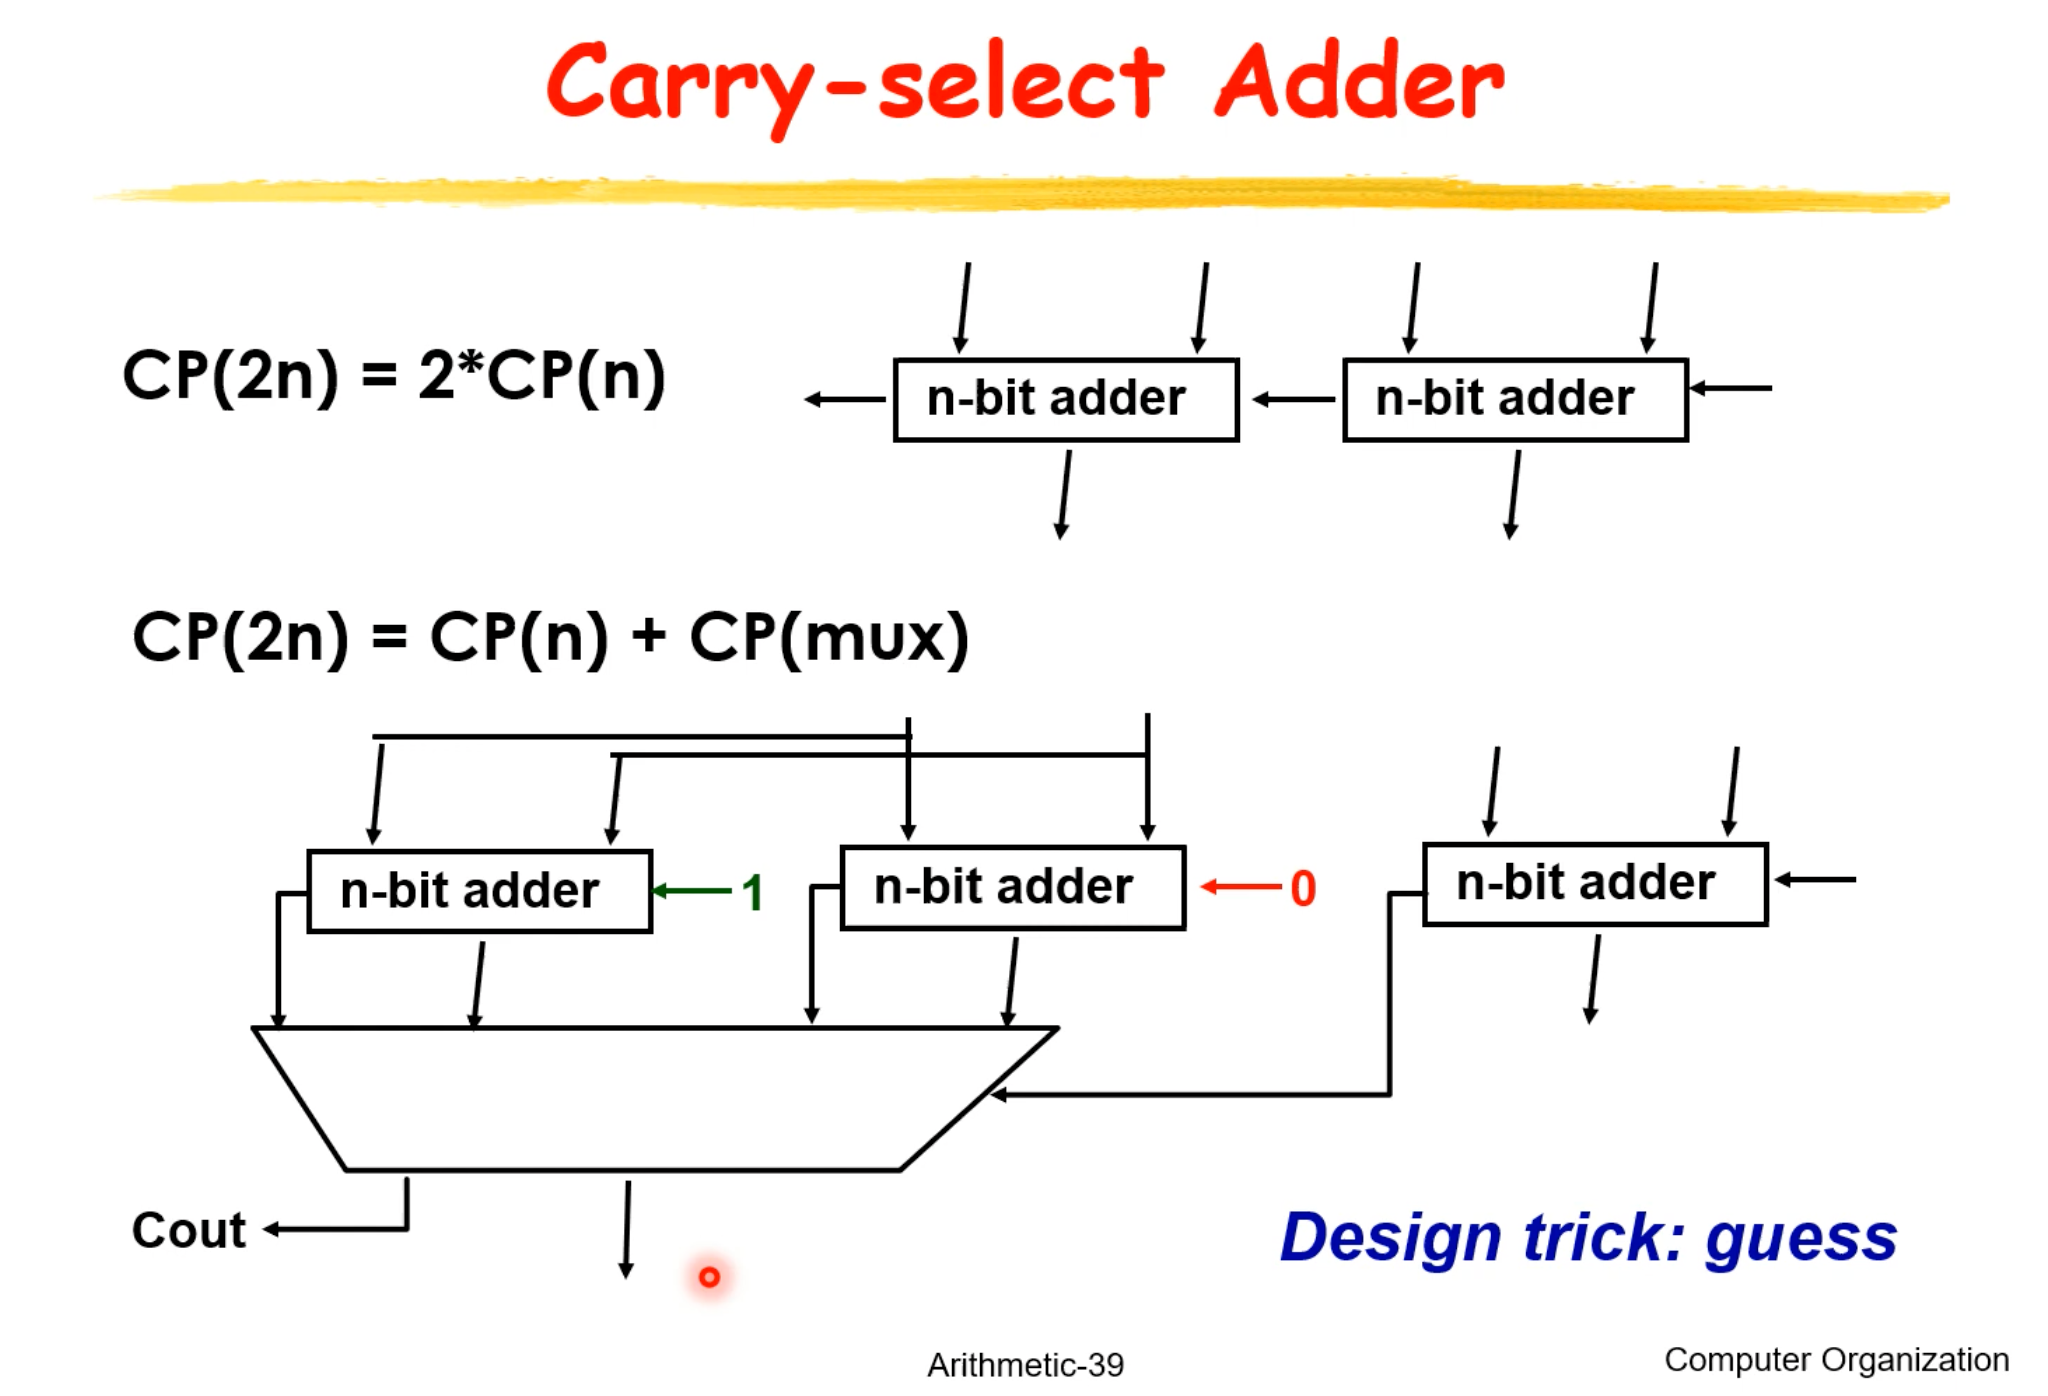 Carry-select Adder
CP(2n) = 2*CP(n)
n-bit adder
n-bit adder
CP(2n) = CP(n) + CP(mux)
n-bit adder
1
n-bit adder
0
n-bit adder
Cout
Design trick: guess
Arithmetic-39
Computer Organization